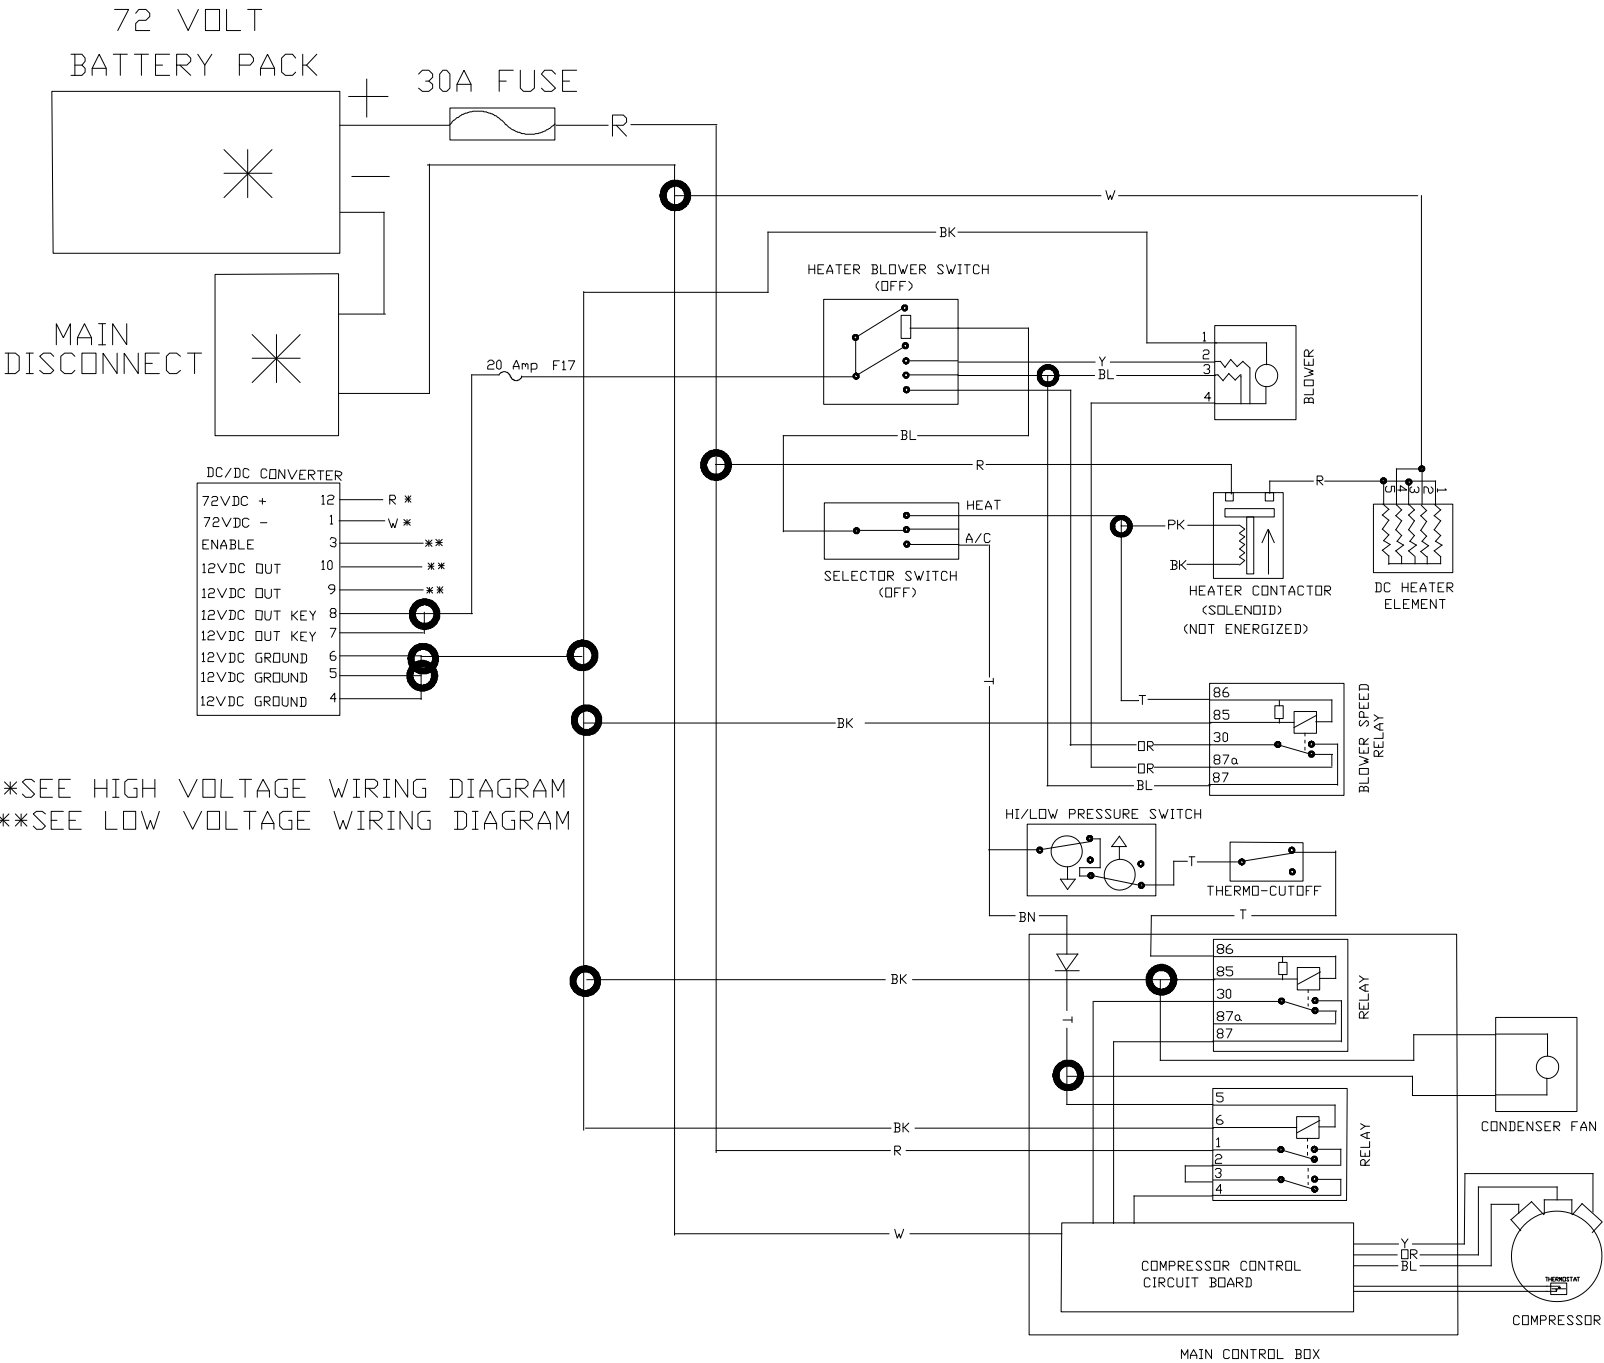 72 VOLT
BATTERY PACK
+
30A FUSE
R
—
W
BK
HEATER BLOWER SWITCH
(OFF)
MAIN
DISCONNECT
20 Amp F17
1
2
3
4
Y
BL
BLOWER
BL
R
R
DC/DC CONVERTER
72VDC + 12 R *
72VDC - 1 W *
ENABLE 3 **
12VDC OUT 10 **
12VDC OUT 9 **
12VDC OUT KEY 8
12VDC OUT KEY 7
12VDC GROUND 6
12VDC GROUND 5
12VDC GROUND 4
HEAT
A/C
SELECTOR SWITCH
(OFF)
PK
BK
HEATER CONTACTOR
(SOLENOID)
(NOT ENERGIZED)
5 4 3 2 1
DC HEATER
ELEMENT
T
T
BK
OR
OR
BL
86
85
30
87a
87
BLOWER SPEED
RELAY
*SEE HIGH VOLTAGE WIRING DIAGRAM
**SEE LOW VOLTAGE WIRING DIAGRAM
HI/LOW PRESSURE SWITCH
T
THERMO-CUTOFF
BN
T
BK
T
86
85
30
87a
87
RELAY
CONDENSER FAN
5
6
1
2
3
4
BK
R
RELAY
W
COMPRESSOR CONTROL
CIRCUIT BOARD
Y
OR
BL
THERMOSTAT
COMPRESSOR
MAIN CONTROL BOX